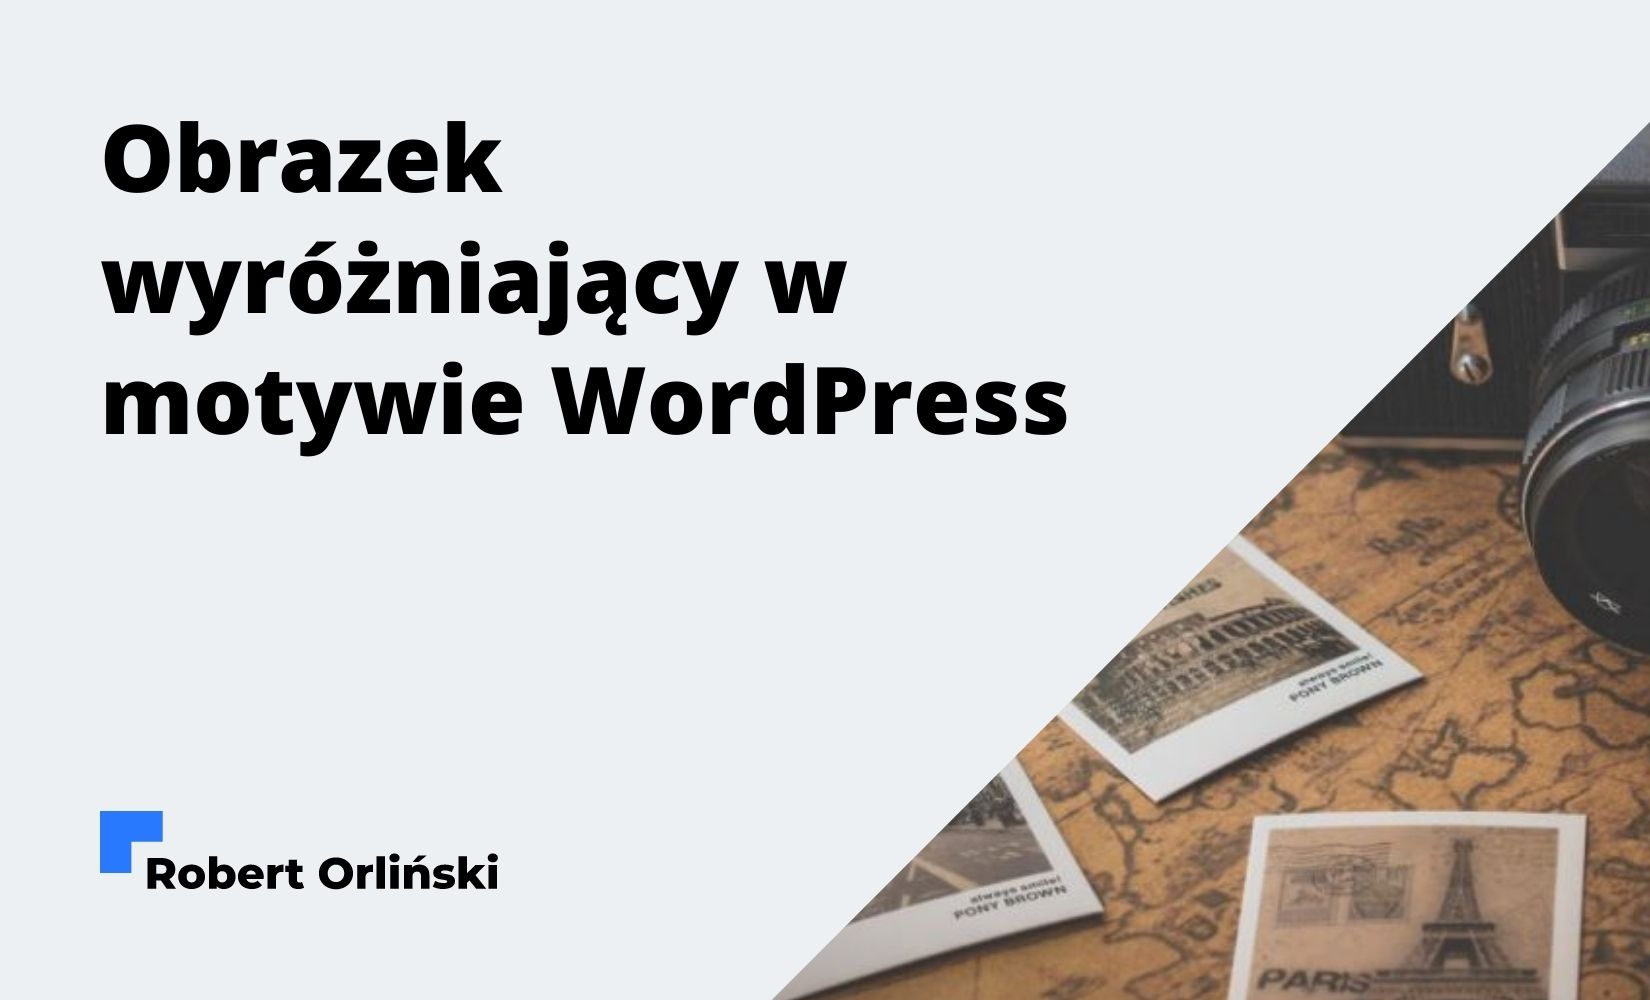 Obrazek
wyróżniający w
motywie WordPress
always smile!
PONY BROWN
Robert Orliński
always smile!
PONY BROWN
PARIS